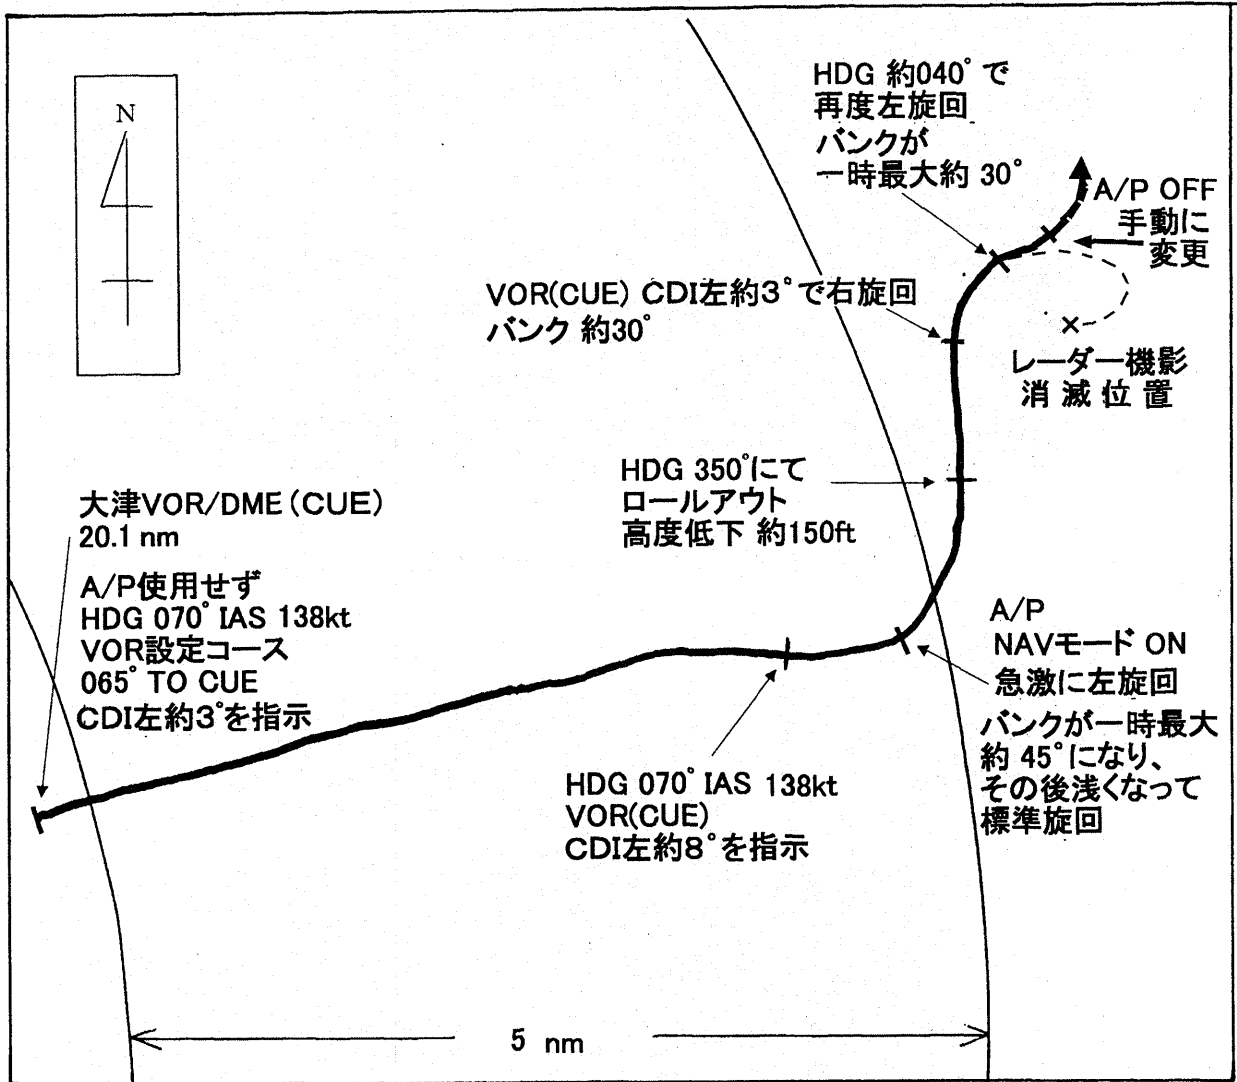 N
HDG 約040°で
再度左旋回
バンクが
一時最大約 30°
A/P OFF
手動に
変更
VOR(CUE) CDI左約3°で右旋回
バンク 約30°
レーダー機影
消滅位置
HDG 350°にて
ロールアウト
高度低下 約150ft
大津VOR/DME(CUE)
20.1 nm
A/P使用せず
HDG 070° IAS 138kt
VOR設定コース
065° TO CUE
CDI左約3°を指示
A/P
NAVモード ON
急激に左旋回
バンクが一時最大
約 45°になり、
その後浅くなって
標準旋回
HDG 070° IAS 138kt
VOR(CUE)
CDI左約8°を指示
5 nm